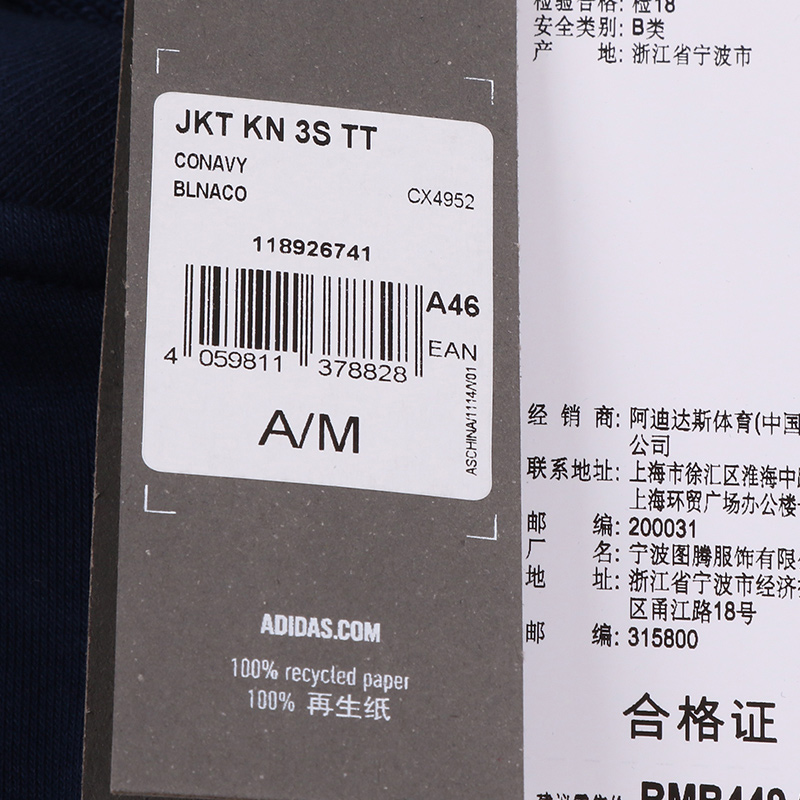 JKT KN 3S TT
CONAVY
BLNACO
CX4952
118926741
A46
EAN
4 059811 378828
A/M
ASCHINA/1114/V01
ADIDAS.COM
100% recycled paper
100% 再生纸
检验合格: 检18
安全类别: B类
产 地: 浙江省宁波市
经 销 商: 阿迪达斯体育(中国
公司
联系地址: 上海市徐汇区淮海中
上海环贸广场办公楼
邮 编: 200031
厂 名: 宁波图腾服饰有限
地 址: 浙江省宁波市经济
区甬江路18号
邮 编: 315800
合格证